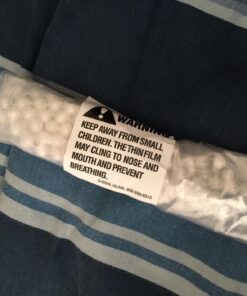 WARNING
KEEP AWAY FROM SMALL
CHILDREN. THE THIN FILM
MAY CLING TO NOSE AND
MOUTH AND PREVENT
BREATHING.